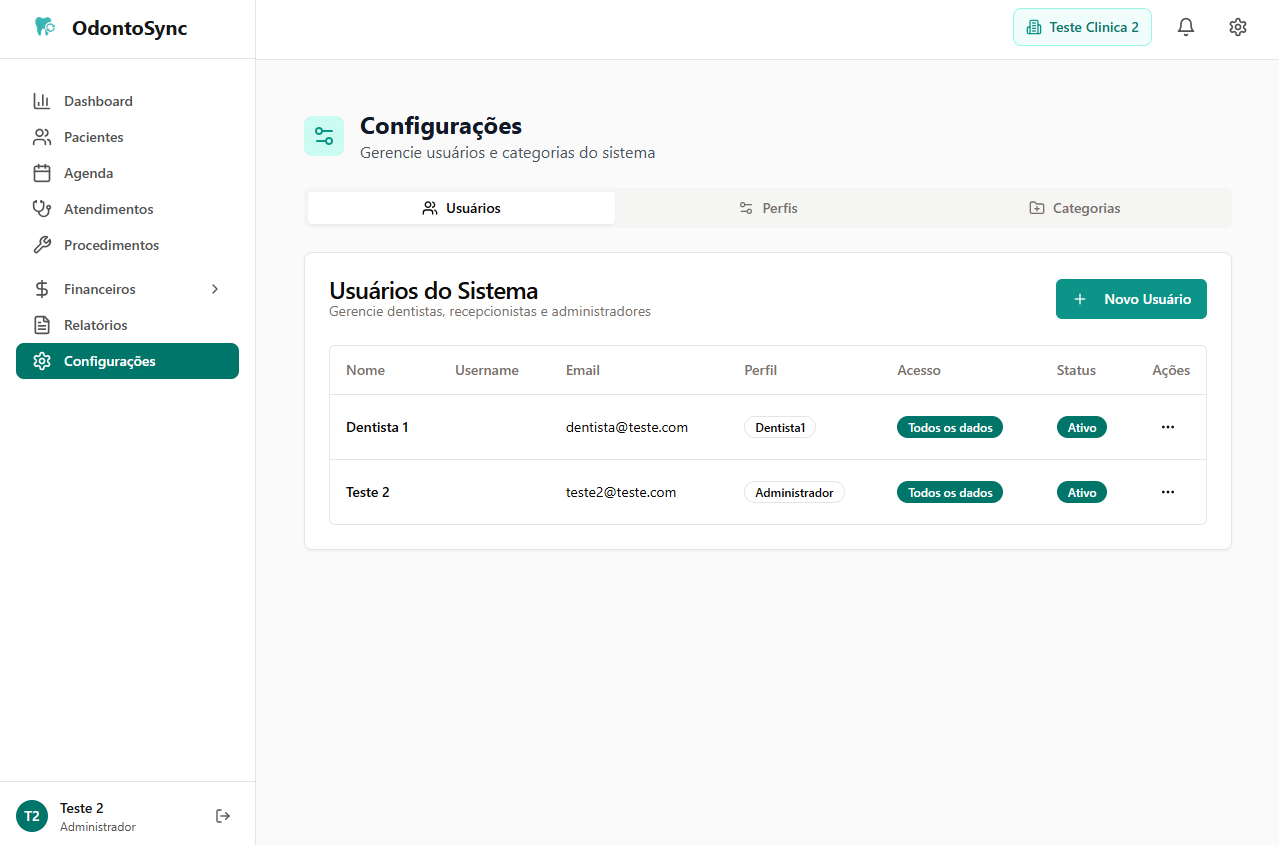 OdontoSync
Teste Clinica 2
Dashboard
Pacientes
Agenda
Atendimentos
Procedimentos
Financeiros
Relatórios
Configurações
Configurações
Gerencie usuários e categorias do sistema
Usuários Perfis Categorias
Usuários do Sistema
Gerencie dentistas, recepcionistas e administradores
+ Novo Usuário
Nome Username Email Perfil Acesso Status Ações
Dentista 1 dentista@teste.com Dentista1 Todos os dados Ativo ...
Teste 2 teste2@teste.com Administrador Todos os dados Ativo ...
T2 Teste 2
Administrador